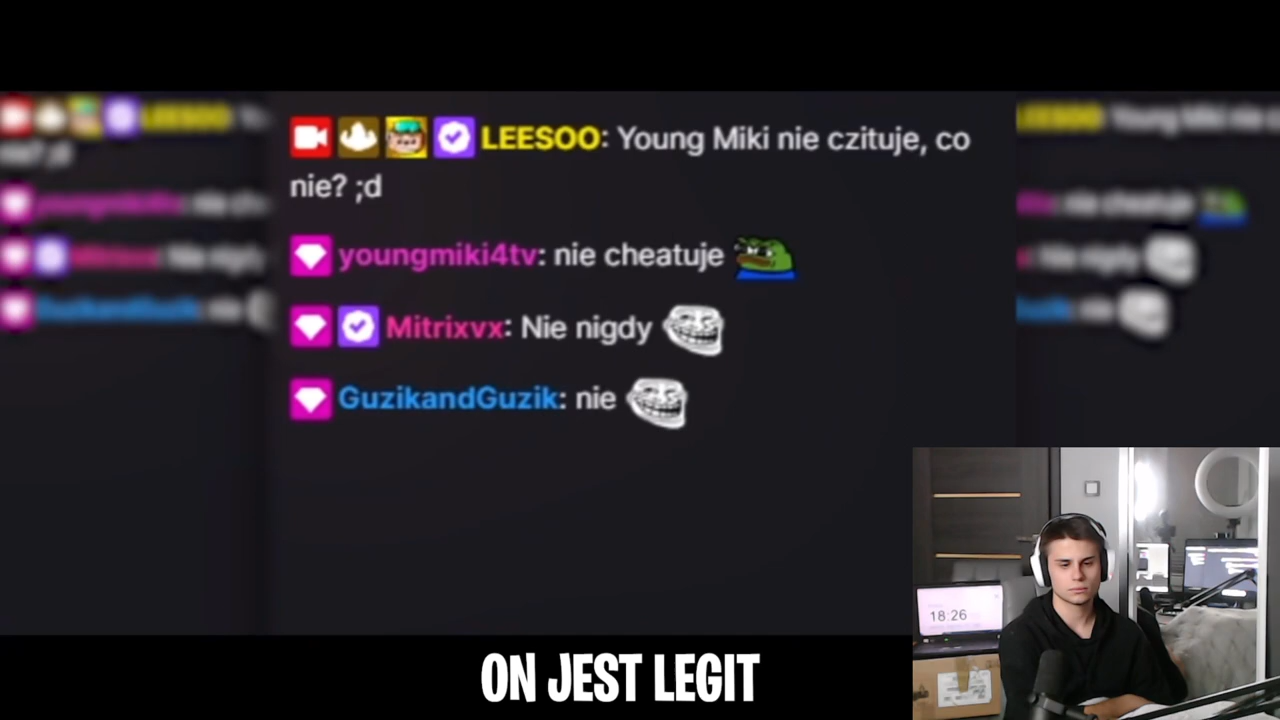 LEESOO: Young Miki nie czituje, co
nie? ;d
youngmiki4tv: nie cheatuje
Mitrixvx: Nie nigdy
GuzikandGuzik: nie
18:26
ON JEST LEGIT